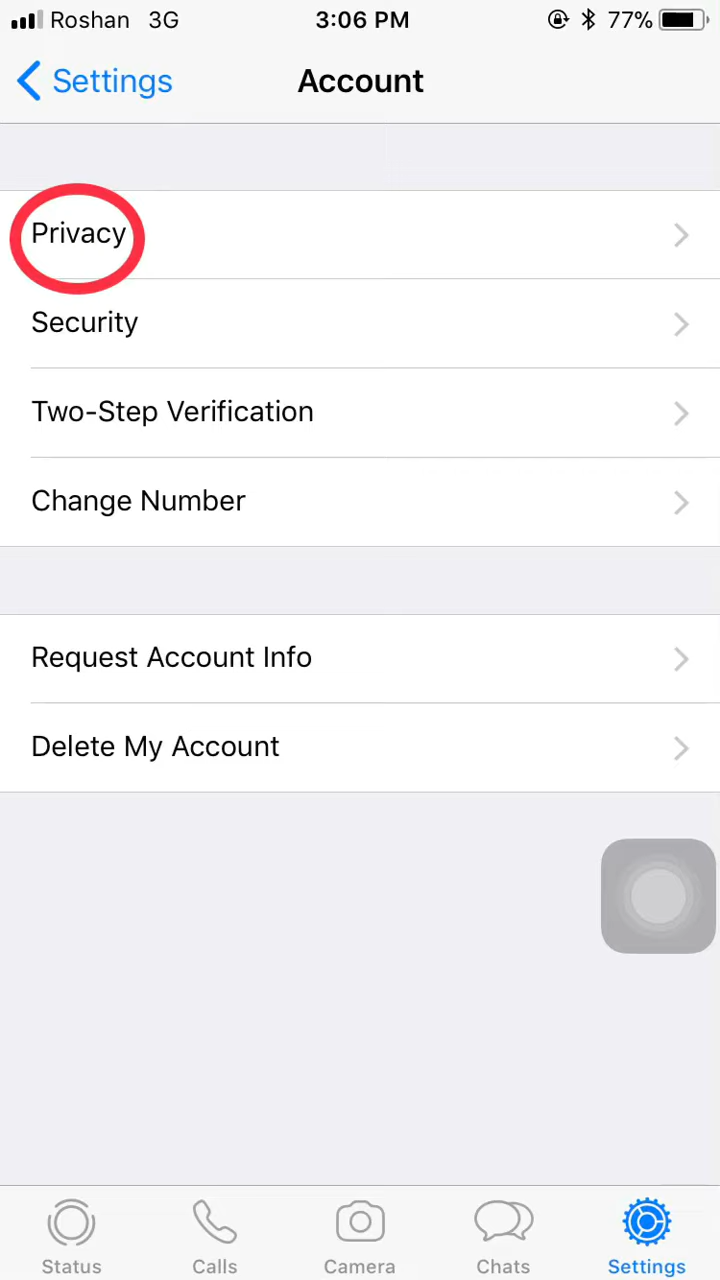 Roshan 3G 3:06 PM 77%
Settings Account
Privacy
Security
Two-Step Verification
Change Number
Request Account Info
Delete My Account
Status Calls Camera Chats Settings